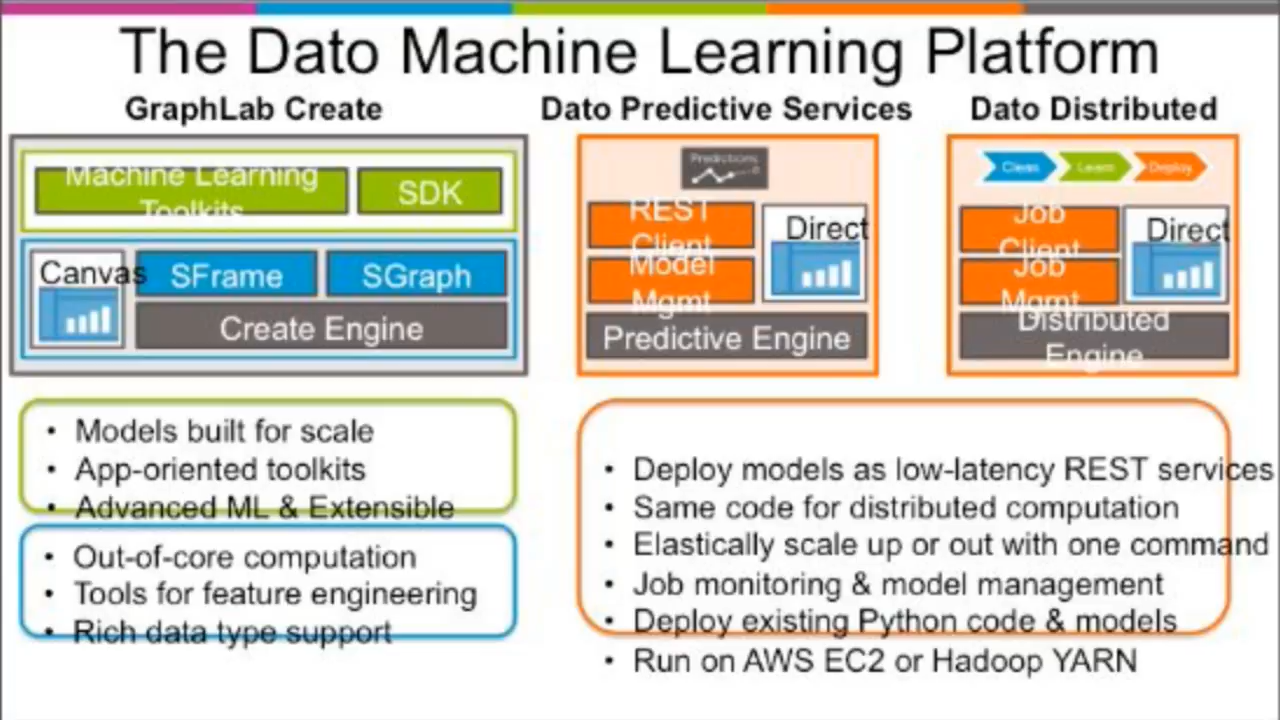 The Dato Machine Learning Platform
GraphLab Create
Machine Learning
Toolkits
SDK
Canvas
SFrame
SGraph
Create Engine
Dato Predictive Services
Predictions
REST
Client
Model
Mgmt
Direct
Predictive Engine
Dato Distributed
Clean
Learn
Deploy
Job
Client
Job
Mgmt
Direct
Distributed
Engine
• Models built for scale
• App-oriented toolkits
• Advanced ML & Extensible
• Out-of-core computation
• Tools for feature engineering
• Rich data type support
• Deploy models as low-latency REST services
• Same code for distributed computation
• Elastically scale up or out with one command
• Job monitoring & model management
• Deploy existing Python code & models
• Run on AWS EC2 or Hadoop YARN